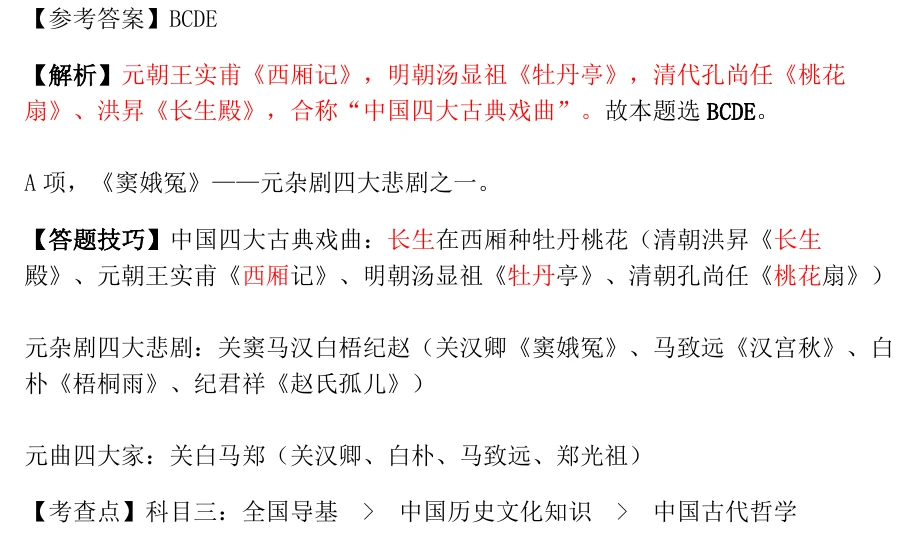 【参考答案】BCDE
【解析】元朝王实甫《西厢记》，明朝汤显祖《牡丹亭》，清代孔尚任《桃花
扇》、洪昇《长生殿》，合称“中国四大古典戏曲”。故本题选 BCDE。
A 项，《窦娥冤》——元杂剧四大悲剧之一。
【答题技巧】中国四大古典戏曲：长生在西厢种牡丹桃花（清朝洪昇《长生
殿》、元朝王实甫《西厢记》、明朝汤显祖《牡丹亭》、清朝孔尚任《桃花扇》）
元杂剧四大悲剧：关窦马汉白梧纪赵（关汉卿《窦娥冤》、马致远《汉宫秋》、白
朴《梧桐雨》、纪君祥《赵氏孤儿》）
元曲四大家：关白马郑（关汉卿、白朴、马致远、郑光祖）
【考查点】科目三：全国导基 > 中国历史文化知识 > 中国古代哲学